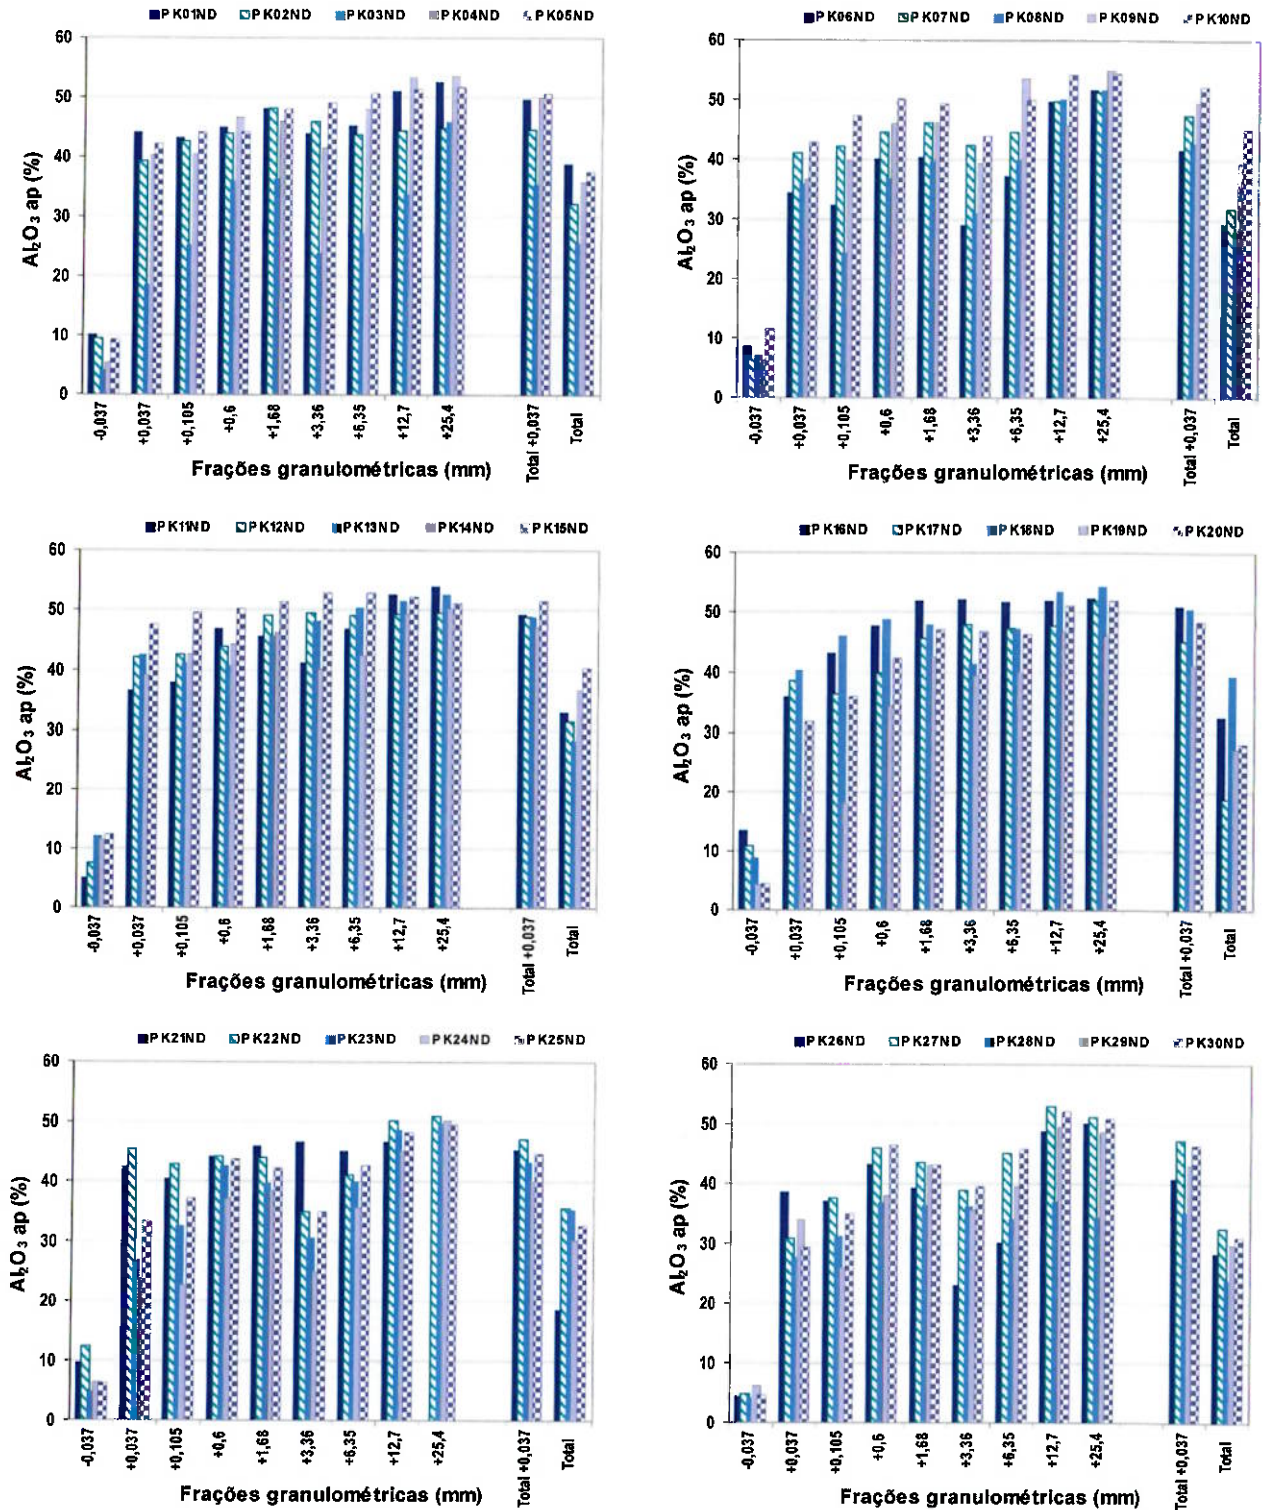 PK01ND PK02ND PK03ND PK04ND PK05ND
60
50
40
30
20
10
0
Al₂O₃ ap (%)
-0,037 +0,037 +0,105 +0,6 +1,68 +3,36 +6,35 +12,7 +25,4 Total +0,037 Total
Frações granulométricas (mm)
PK06ND PK07ND PK08ND PK09ND PK10ND
60
50
40
30
20
10
0
Al₂O₃ ap (%)
-0,037 +0,037 +0,105 +0,6 +1,68 +3,36 +6,35 +12,7 +25,4 Total +0,037 Total
Frações granulométricas (mm)
PK11ND PK12ND PK13ND PK14ND PK15ND
60
50
40
30
20
10
0
Al₂O₃ ap (%)
-0,037 +0,037 +0,105 +0,6 +1,68 +3,36 +6,35 +12,7 +25,4 Total +0,037 Total
Frações granulométricas (mm)
PK16ND PK17ND PK18ND PK19ND PK20ND
60
50
40
30
20
10
0
Al₂O₃ ap (%)
-0,037 +0,037 +0,105 +0,6 +1,68 +3,36 +6,35 +12,7 +25,4 Total +0,037 Total
Frações granulométricas (mm)
PK21ND PK22ND PK23ND PK24ND PK25ND
60
50
40
30
20
10
0
Al₂O₃ ap (%)
-0,037 +0,037 +0,105 +0,6 +1,68 +3,36 +6,35 +12,7 +25,4 Total +0,037 Total
Frações granulométricas (mm)
PK26ND PK27ND PK28ND PK29ND PK30ND
60
50
40
30
20
10
0
Al₂O₃ ap (%)
-0,037 +0,037 +0,105 +0,6 +1,68 +3,36 +6,35 +12,7 +25,4 Total +0,037 Total
Frações granulométricas (mm)